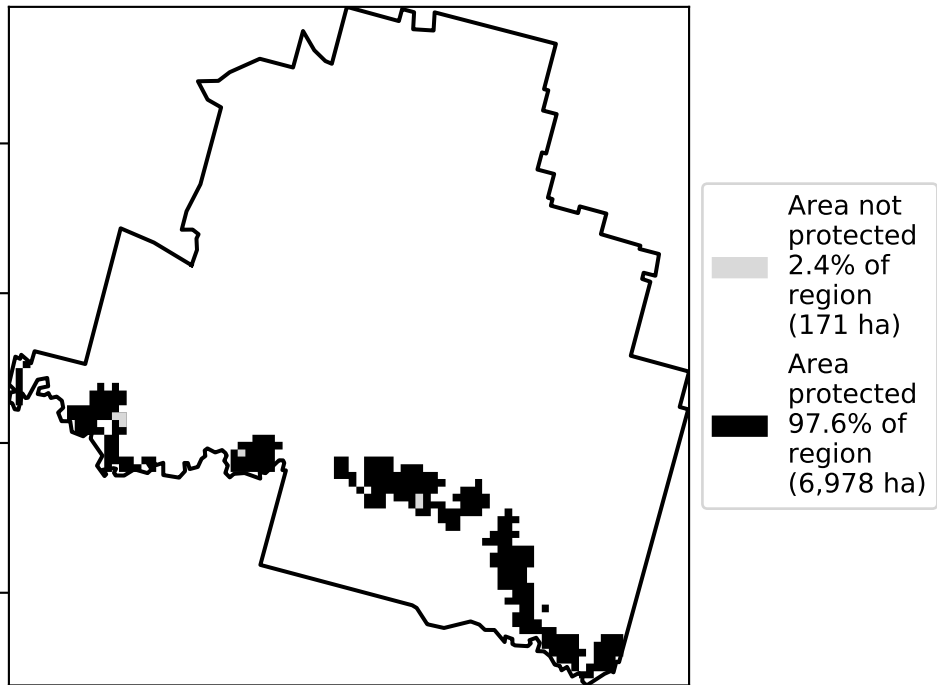 Area not
protected
2.4% of
region
(171 ha)
Area
protected
97.6% of
region
(6,978 ha)